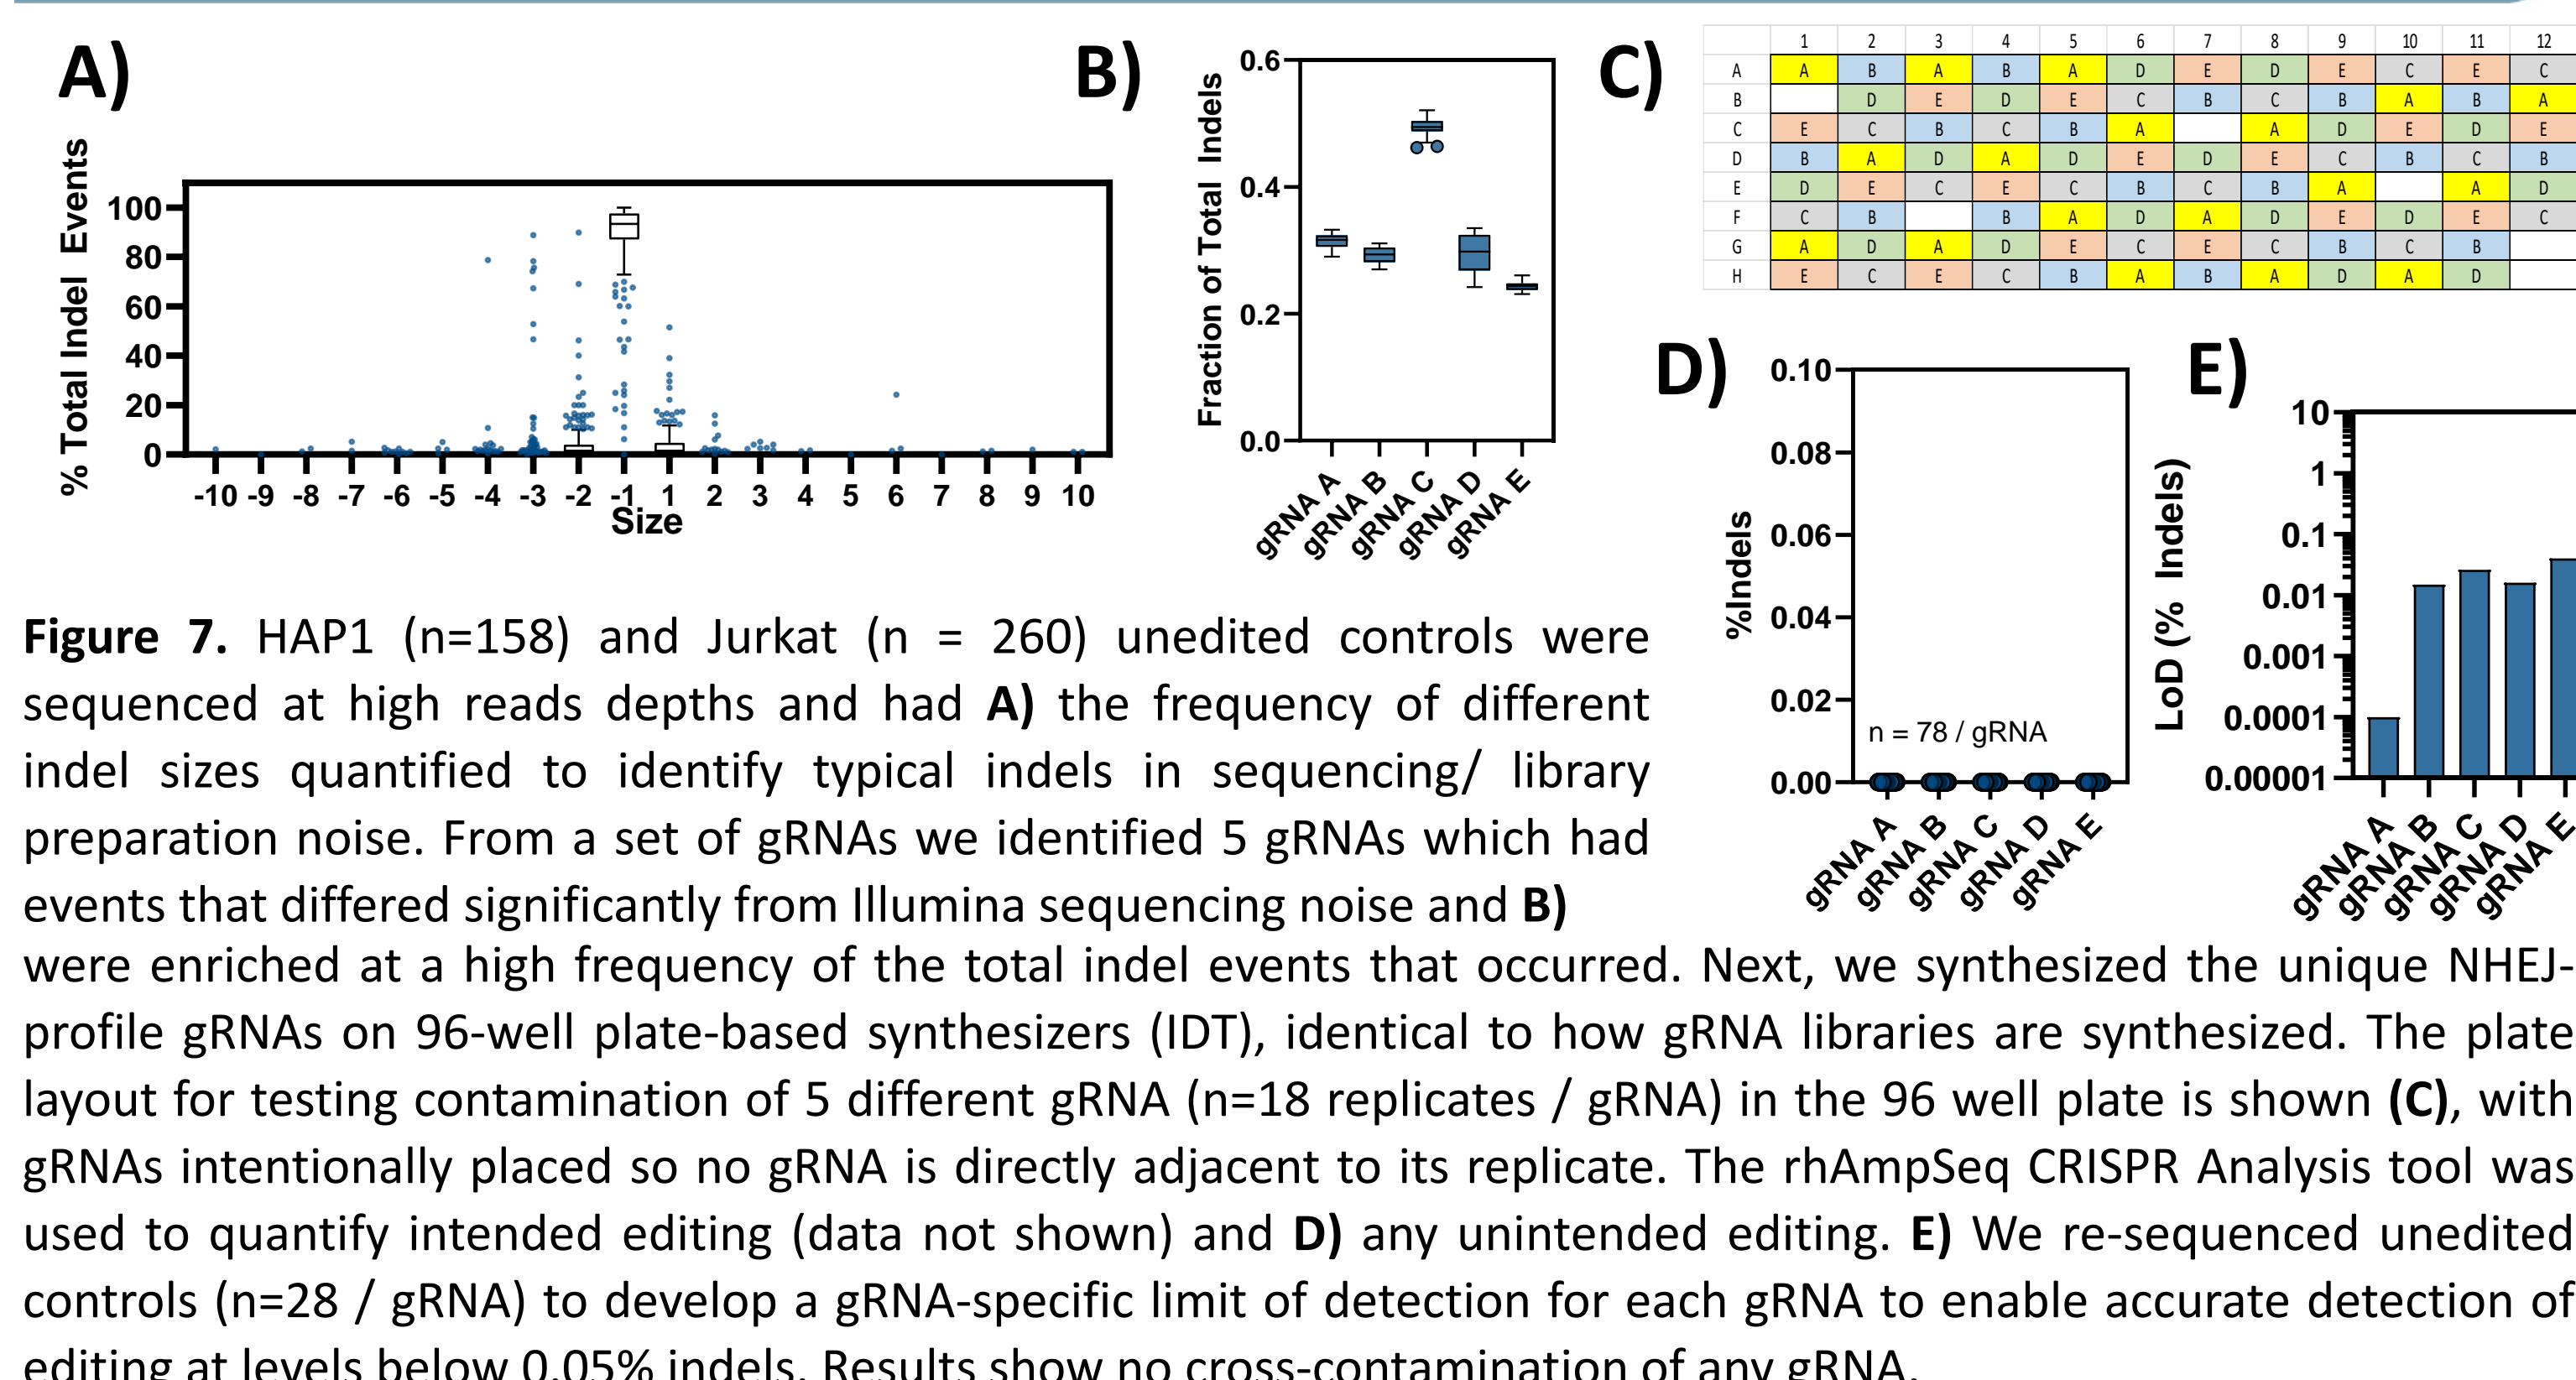 A)
% Total Indel Events
100
80
60
40
20
0
-10 -9 -8 -7 -6 -5 -4 -3 -2 -1 1 2 3 4 5 6 7 8 9 10
Size
B)
Fraction of Total Indels
0.6
0.4
0.2
0.0
gRNA A
gRNA B
gRNA C
gRNA D
gRNA E
C)
1 2 3 4 5 6 7 8 9 10 11 12
A A B A B A D E D E C E C
B D E D E C B C B A B A
C E C B C B A A D E D E
D B A D A D E D E C B C B
E D E C E C B C B A A D
F C B B A D A D E D E C
G A D A D E C E C B C B
H E C E C B A B A D A D
D)
%Indels
0.10
0.08
0.06
0.04
0.02
0.00
n = 78 / gRNA
gRNA A
gRNA B
gRNA C
gRNA D
gRNA E
E)
LoD (% Indels)
10
1
0.1
0.01
0.001
0.0001
0.00001
gRNA A
gRNA B
gRNA C
gRNA D
gRNA E
Figure 7. HAP1 (n=158) and Jurkat (n = 260) unedited controls were
sequenced at high reads depths and had A) the frequency of different
indel sizes quantified to identify typical indels in sequencing/ library
preparation noise. From a set of gRNAs we identified 5 gRNAs which had
events that differed significantly from Illumina sequencing noise and B)
were enriched at a high frequency of the total indel events that occurred. Next, we synthesized the unique NHEJ-
profile gRNAs on 96-well plate-based synthesizers (IDT), identical to how gRNA libraries are synthesized. The plate
layout for testing contamination of 5 different gRNA (n=18 replicates / gRNA) in the 96 well plate is shown (C), with
gRNAs intentionally placed so no gRNA is directly adjacent to its replicate. The rhAmpSeq CRISPR Analysis tool was
used to quantify intended editing (data not shown) and D) any unintended editing. E) We re-sequenced unedited
controls (n=28 / gRNA) to develop a gRNA-specific limit of detection for each gRNA to enable accurate detection of
editing at levels below 0.05% indels. Results show no cross-contamination of any gRNA.